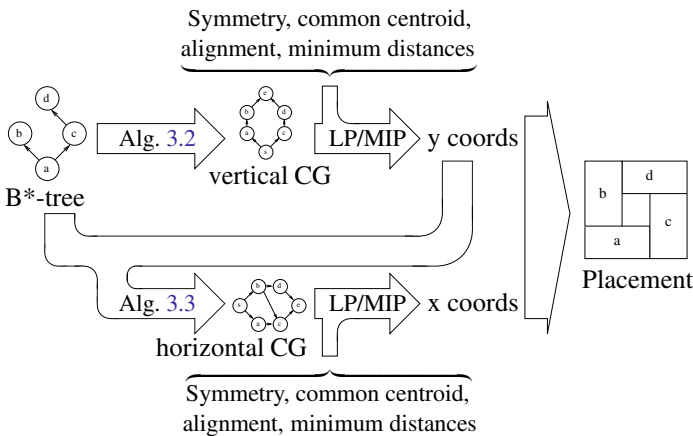 Symmetry, common centroid,
alignment, minimum distances
d
b
c
a
B*-tree
Alg. 3.2
e
b
d
a
c
s
vertical CG
LP/MIP
y coords
Alg. 3.3
b
d
s
e
a
c
horizontal CG
LP/MIP
x coords
b
d
c
a
Placement
Symmetry, common centroid,
alignment, minimum distances